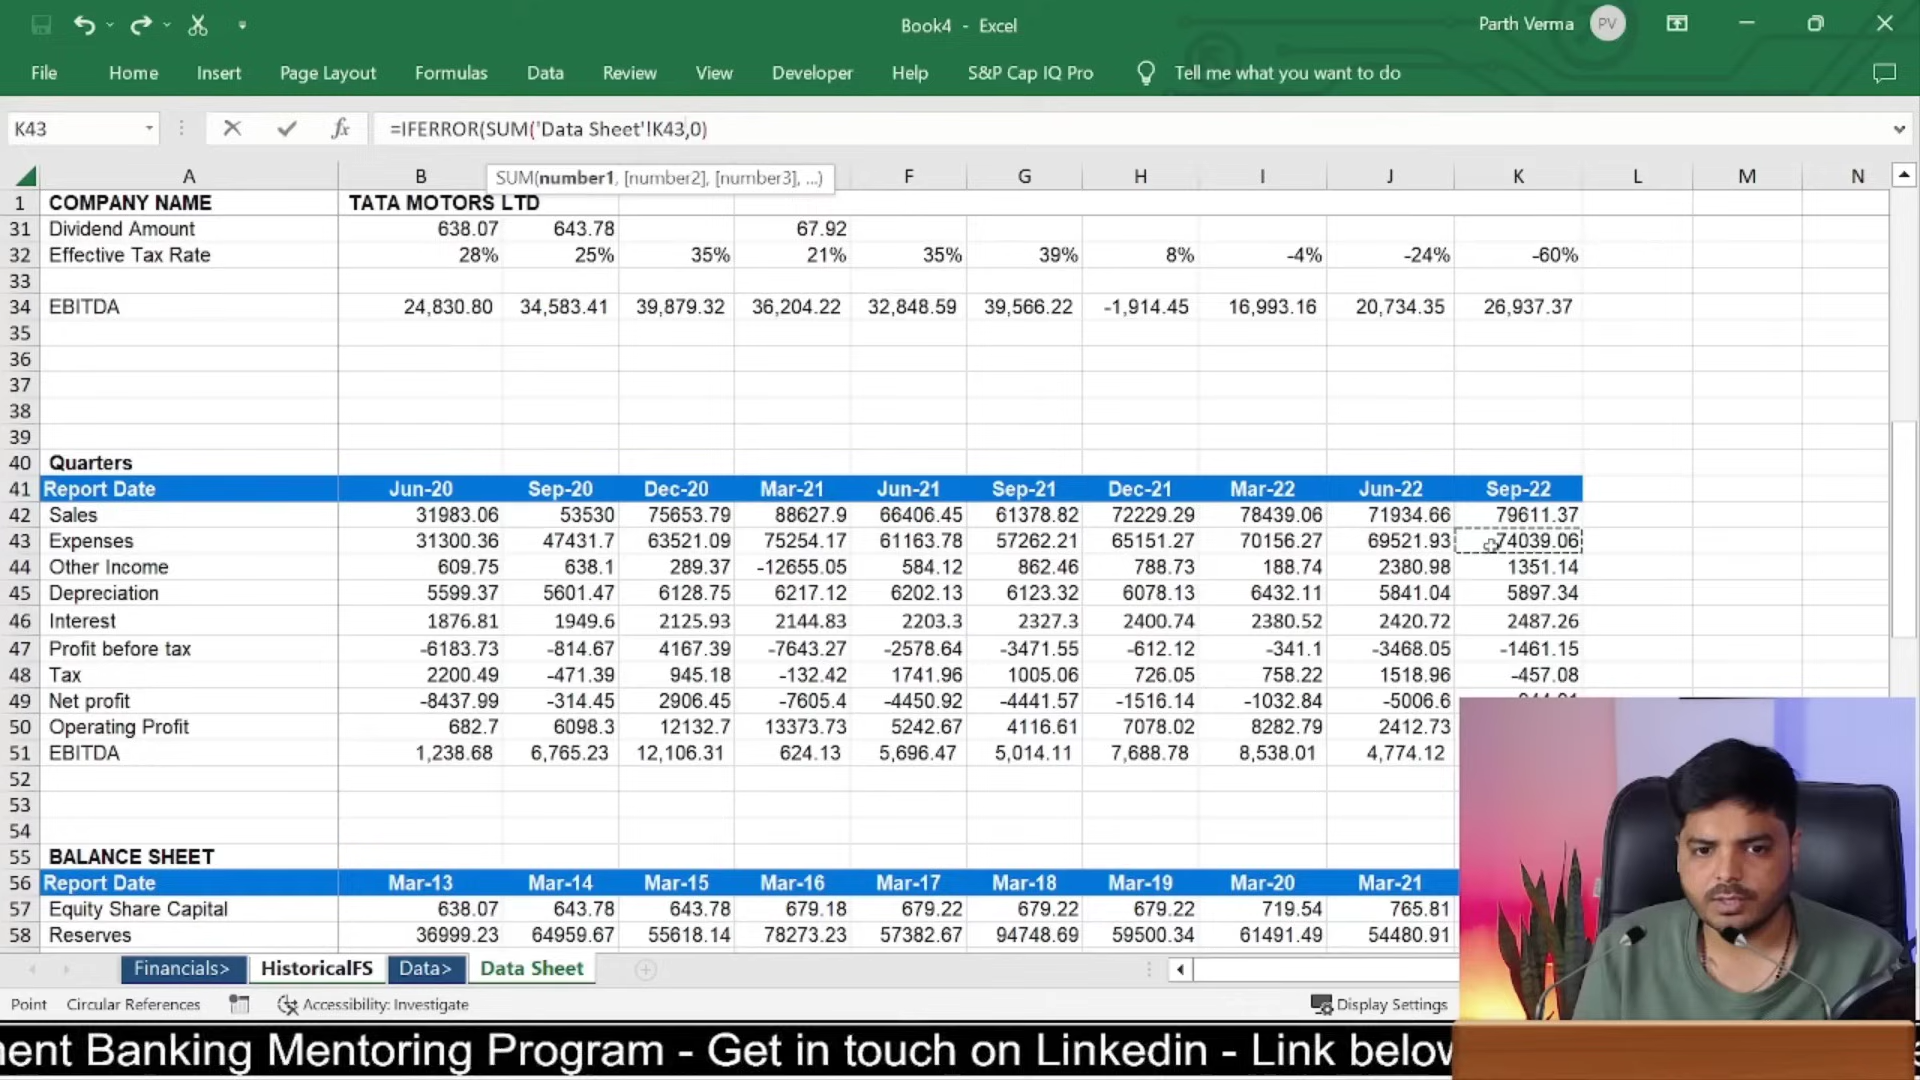 Book4 - Excel
Parth Verma PV
File Home Insert Page Layout Formulas Data Review View Developer Help S&P Cap IQ Pro Tell me what you want to do
K43 fx =IFERROR(SUM('Data Sheet'!K43,0)
SUM(number1, [number2], [number3], ...)
A B F G H I J K L M N
1 COMPANY NAME TATA MOTORS LTD
31 Dividend Amount 638.07 643.78 67.92
32 Effective Tax Rate 28% 25% 35% 21% 35% 39% 8% -4% -24% -60%
33
34 EBITDA 24,830.80 34,583.41 39,879.32 36,204.22 32,848.59 39,566.22 -1,914.45 16,993.16 20,734.35 26,937.37
35
36
37
38
39
40 Quarters
41 Report Date Jun-20 Sep-20 Dec-20 Mar-21 Jun-21 Sep-21 Dec-21 Mar-22 Jun-22 Sep-22
42 Sales 31983.06 53530 75653.79 88627.9 66406.45 61378.82 72229.29 78439.06 71934.66 79611.37
43 Expenses 31300.36 47431.7 63521.09 75254.17 61163.78 57262.21 65151.27 70156.27 69521.93 74039.06
44 Other Income 609.75 638.1 289.37 -12655.05 584.12 862.46 788.73 188.74 2380.98 1351.14
45 Depreciation 5599.37 5601.47 6128.75 6217.12 6202.13 6123.32 6078.13 6432.11 5841.04 5897.34
46 Interest 1876.81 1949.6 2125.93 2144.83 2203.3 2327.3 2400.74 2380.52 2420.72 2487.26
47 Profit before tax -6183.73 -814.67 4167.39 -7643.27 -2578.64 -3471.55 -612.12 -341.1 -3468.05 -1461.15
48 Tax 2200.49 -471.39 945.18 -132.42 1741.96 1005.06 726.05 758.22 1518.96 -457.08
49 Net profit -8437.99 -314.45 2906.45 -7605.4 -4450.92 -4441.57 -1516.14 -1032.84 -5006.6
50 Operating Profit 682.7 6098.3 12132.7 13373.73 5242.67 4116.61 7078.02 8282.79 2412.73
51 EBITDA 1,238.68 6,765.23 12,106.31 624.13 5,696.47 5,014.11 7,688.78 8,538.01 4,774.12
52
53
54
55 BALANCE SHEET
56 Report Date Mar-13 Mar-14 Mar-15 Mar-16 Mar-17 Mar-18 Mar-19 Mar-20 Mar-21
57 Equity Share Capital 638.07 643.78 643.78 679.18 679.22 679.22 679.22 719.54 765.81
58 Reserves 36999.23 64959.67 55618.14 78273.23 57382.67 94748.69 59500.34 61491.49 54480.91
Financials> HistoricalFS Data> Data Sheet
Point Circular References Accessibility: Investigate Display Settings
nent Banking Mentoring Program - Get in touch on Linkedin - Link below